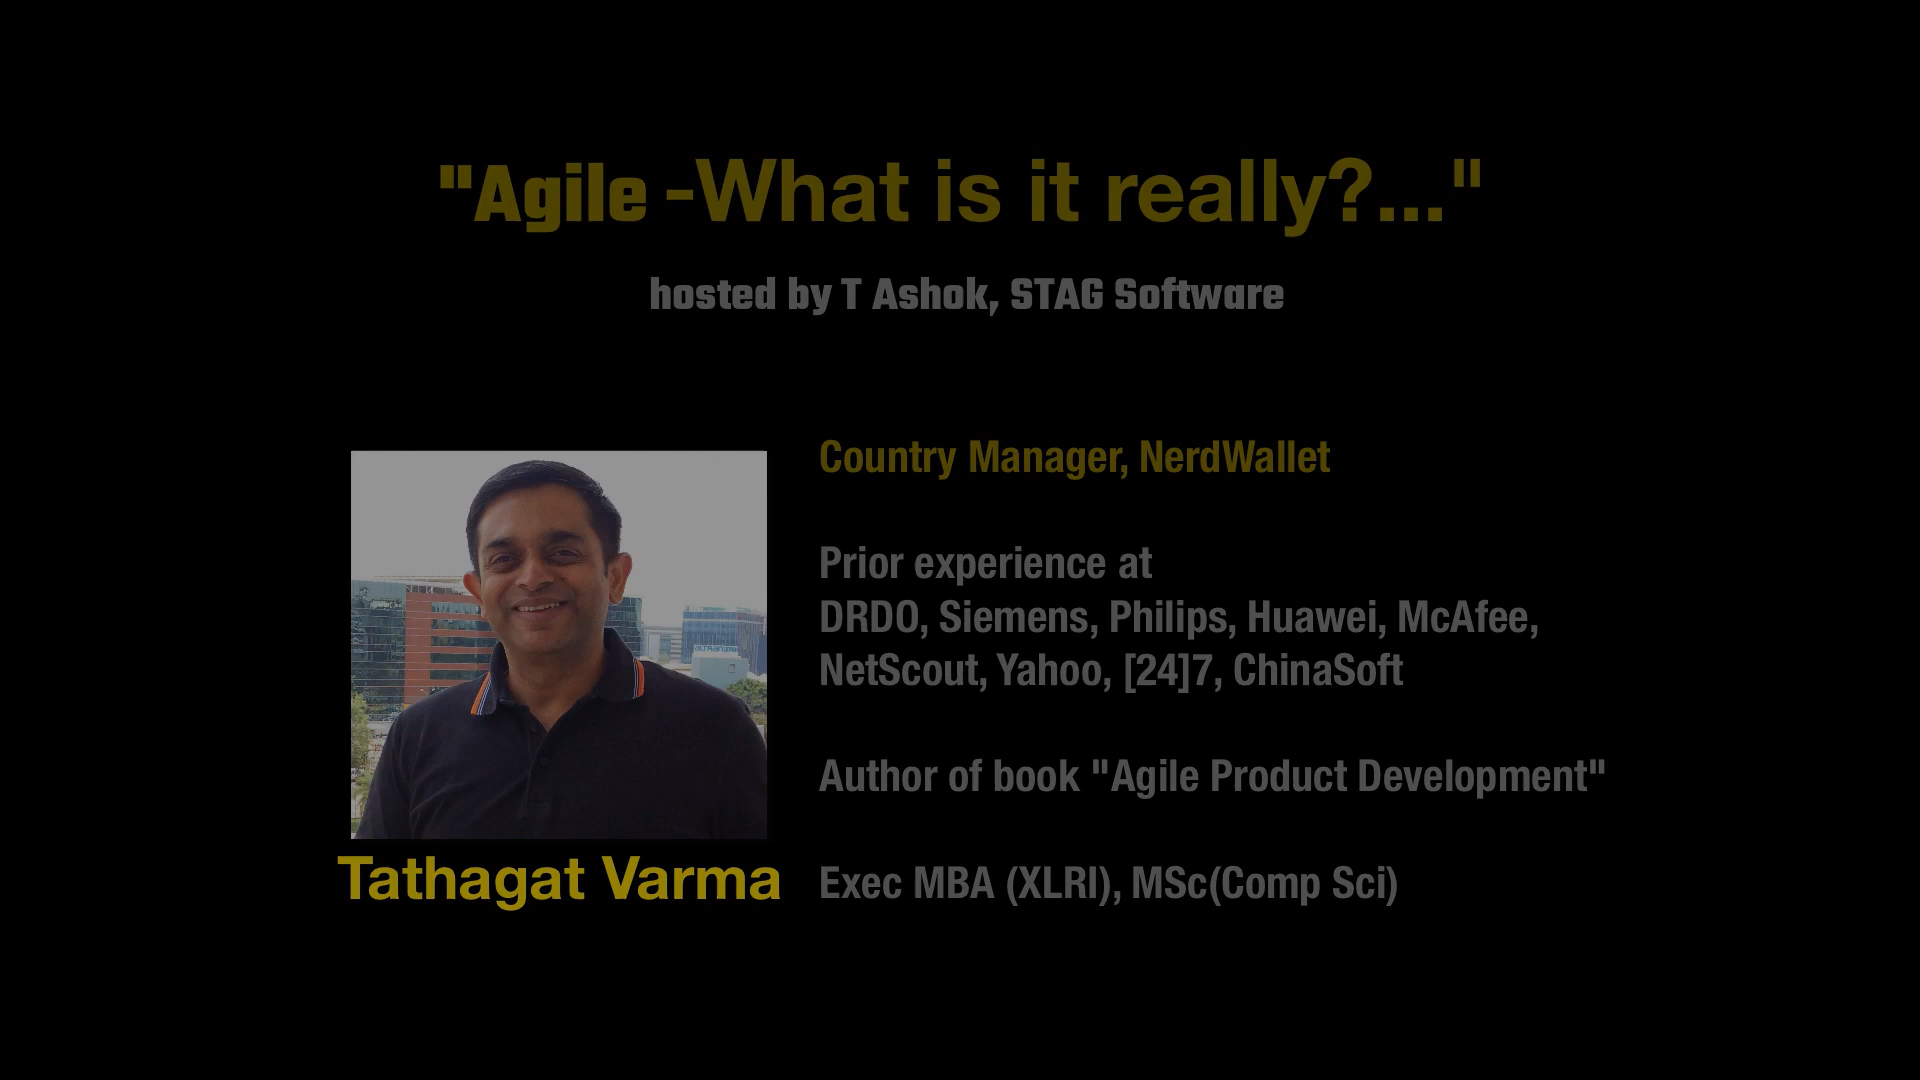 "Agile -What is it really?..."
hosted by T Ashok, STAG Software
Country Manager, NerdWallet
Prior experience at
DRDO, Siemens, Philips, Huawei, McAfee,
NetScout, Yahoo, [24]7, ChinaSoft
Author of book "Agile Product Development"
Exec MBA (XLRI), MSc(Comp Sci)
Tathagat Varma